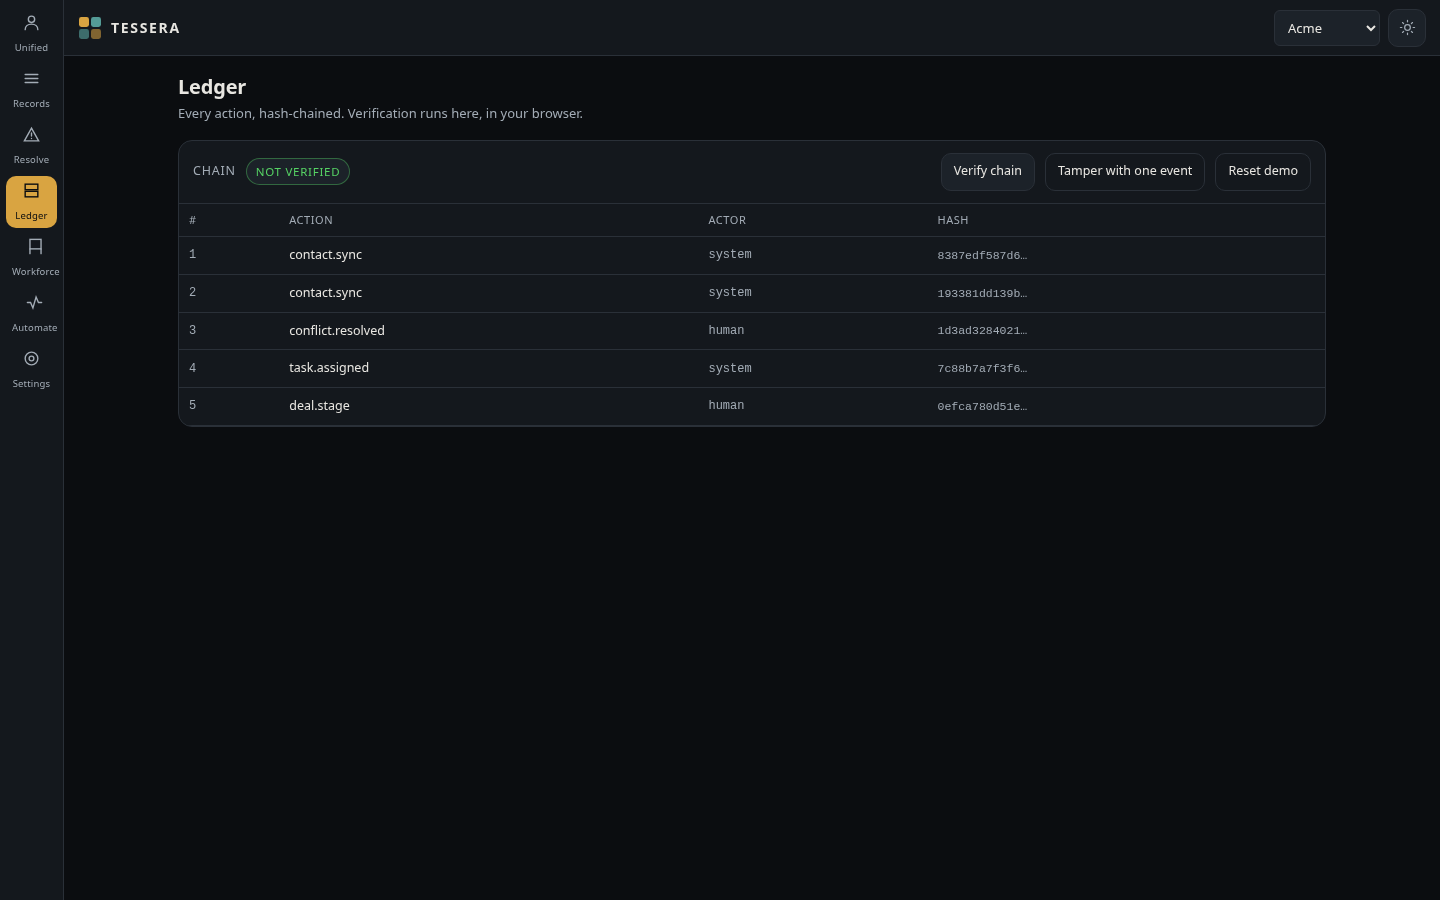 Unified
Records
Resolve
Ledger
Workforce
Automate
Settings
TESSERA
Acme
Ledger
Every action, hash-chained. Verification runs here, in your browser.
CHAIN NOT VERIFIED Verify chain Tamper with one event Reset demo
# ACTION ACTOR HASH
1 contact.sync system 8387edf587d6…
2 contact.sync system 193381dd139b…
3 conflict.resolved human 1d3ad3284021…
4 task.assigned system 7c88b7a7f3f6…
5 deal.stage human 0efca780d51e…